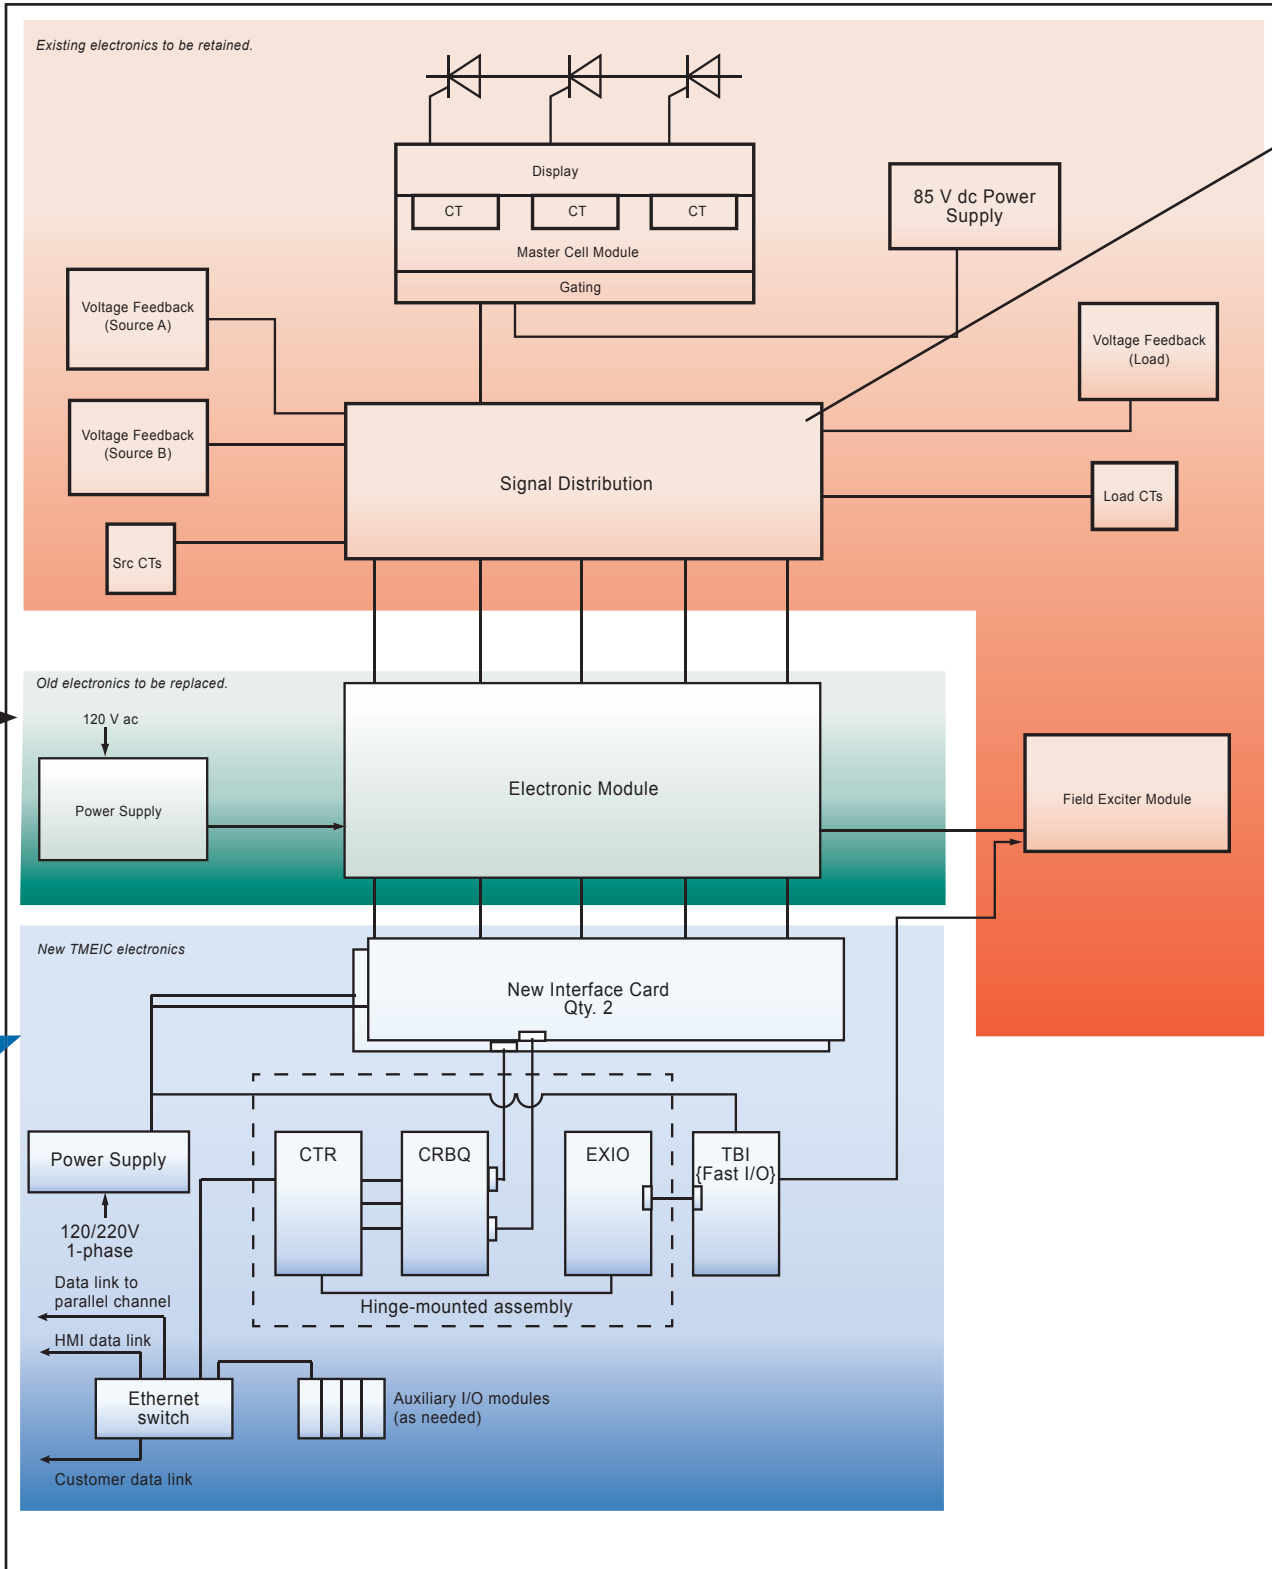 Existing electronics to be retained.
Display
CT
CT
CT
Master Cell Module
Gating
85 V dc Power
Supply
Voltage Feedback
(Source A)
Voltage Feedback
(Load)
Voltage Feedback
(Source B)
Signal Distribution
Load CTs
Src CTs
Old electronics to be replaced.
120 V ac
Power Supply
Electronic Module
Field Exciter Module
New TMEIC electronics
New Interface Card
Qty. 2
Power Supply
120/220V
1-phase
CTR
CRBQ
EXIO
TBI
{Fast I/O}
Hinge-mounted assembly
Data link to
parallel channel
HMI data link
Ethernet
switch
Auxiliary I/O modules
(as needed)
Customer data link